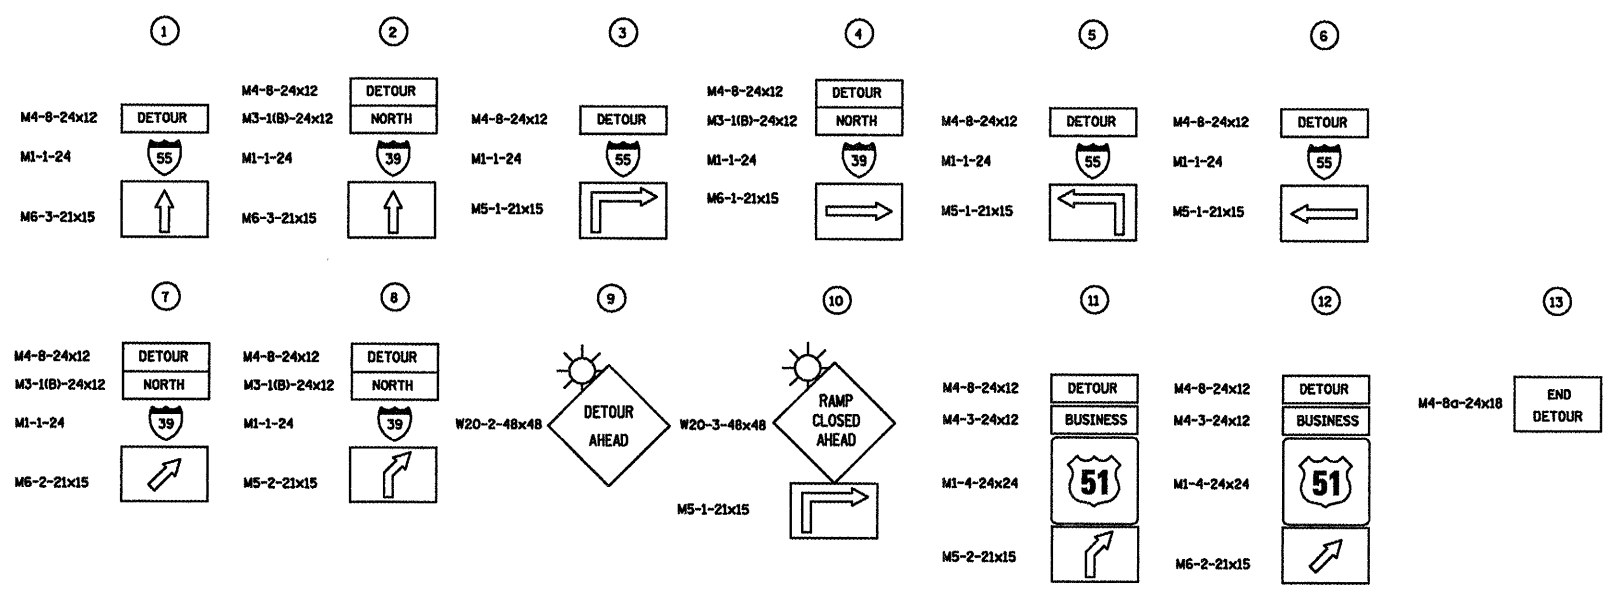 1
M4-8-24x12 DETOUR
M1-1-24 55
M6-3-21x15
2
M4-8-24x12 DETOUR
M3-1(B)-24x12 NORTH
M1-1-24 39
M6-3-21x15
3
M4-8-24x12 DETOUR
M1-1-24 55
M5-1-21x15
4
M4-8-24x12 DETOUR
M3-1(B)-24x12 NORTH
M1-1-24 39
M6-1-21x15
5
M4-8-24x12 DETOUR
M1-1-24 55
M5-1-21x15
6
M4-8-24x12 DETOUR
M1-1-24 55
M5-1-21x15
7
M4-8-24x12 DETOUR
M3-1(B)-24x12 NORTH
M1-1-24 39
M6-2-21x15
8
M4-8-24x12 DETOUR
M3-1(B)-24x12 NORTH
M1-1-24 39
M5-2-21x15
9
DETOUR
W20-2-48x48
AHEAD
10
RAMP
W20-3-48x48 CLOSED
AHEAD
M5-1-21x15
11
M4-8-24x12 DETOUR
M4-3-24x12 BUSINESS
M1-4-24x24 51
M5-2-21x15
12
M4-8-24x12 DETOUR
M4-3-24x12 BUSINESS
M1-4-24x24 51
M6-2-21x15
13
END
M4-8a-24x18
DETOUR